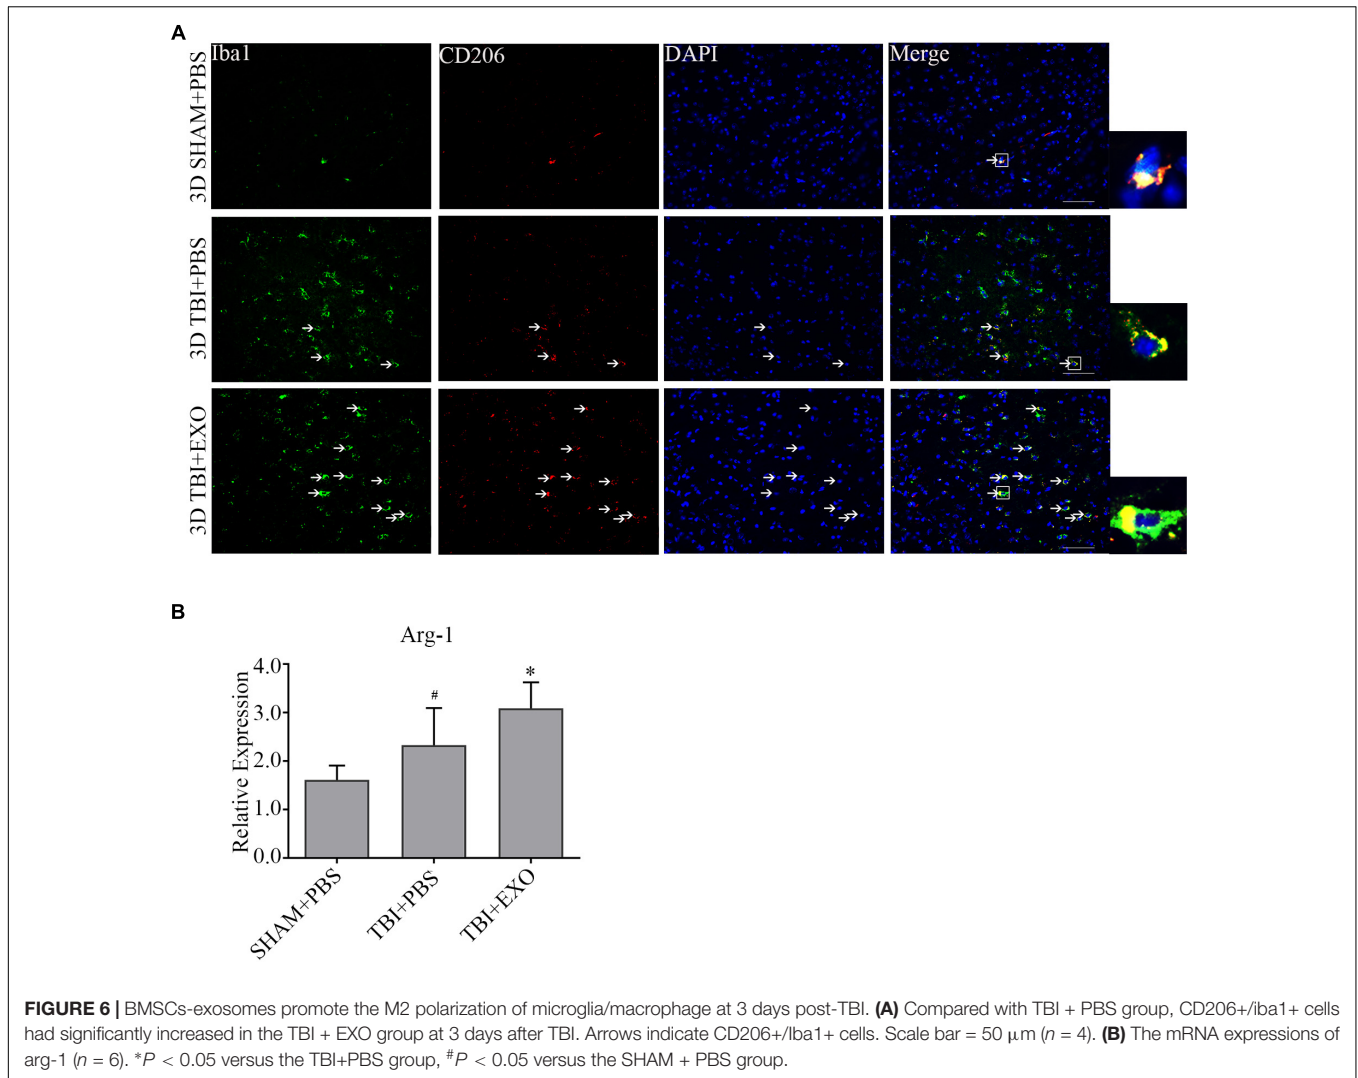 A
Iba1
CD206
DAPI
Merge
3D SHAM+PBS
3D TBI+PBS
3D TBI+EXO
B
Arg-1
Relative Expression
4.0
3.0
2.0
1.0
0.0
#
*
SHAM+PBS
TBI+PBS
TBI+EXO
FIGURE 6 | BMSCs-exosomes promote the M2 polarization of microglia/macrophage at 3 days post-TBI. (A) Compared with TBI + PBS group, CD206+/iba1+ cells
had significantly increased in the TBI + EXO group at 3 days after TBI. Arrows indicate CD206+/Iba1+ cells. Scale bar = 50 μm (n = 4). (B) The mRNA expressions of
arg-1 (n = 6). *P < 0.05 versus the TBI+PBS group, #P < 0.05 versus the SHAM + PBS group.